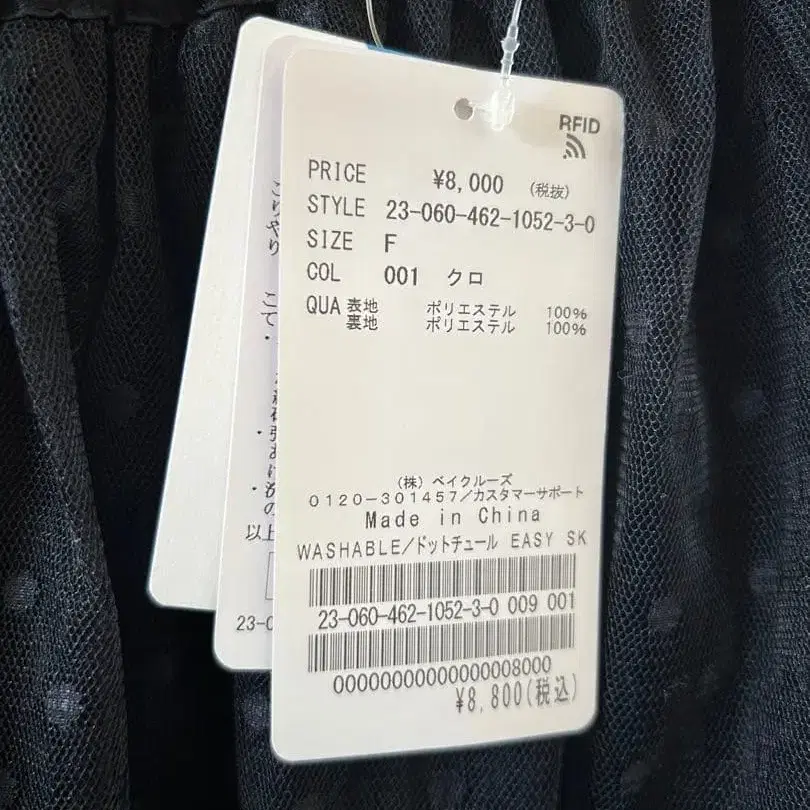 RFID
PRICE ¥8,000 (税抜)
STYLE 23-060-462-1052-3-0
SIZE F
COL 001 クロ
QUA 表地 ポリエステル 100%
裏地 ポリエステル 100%
(株) ベイクルーズ
0120-301457/カスタマーサポート
Made in China
WASHABLE/ドットチュール EASY SK
23-060-462-1052-3-0 009 001
00000000000000008000
¥8,800(税込)
以上
23-0